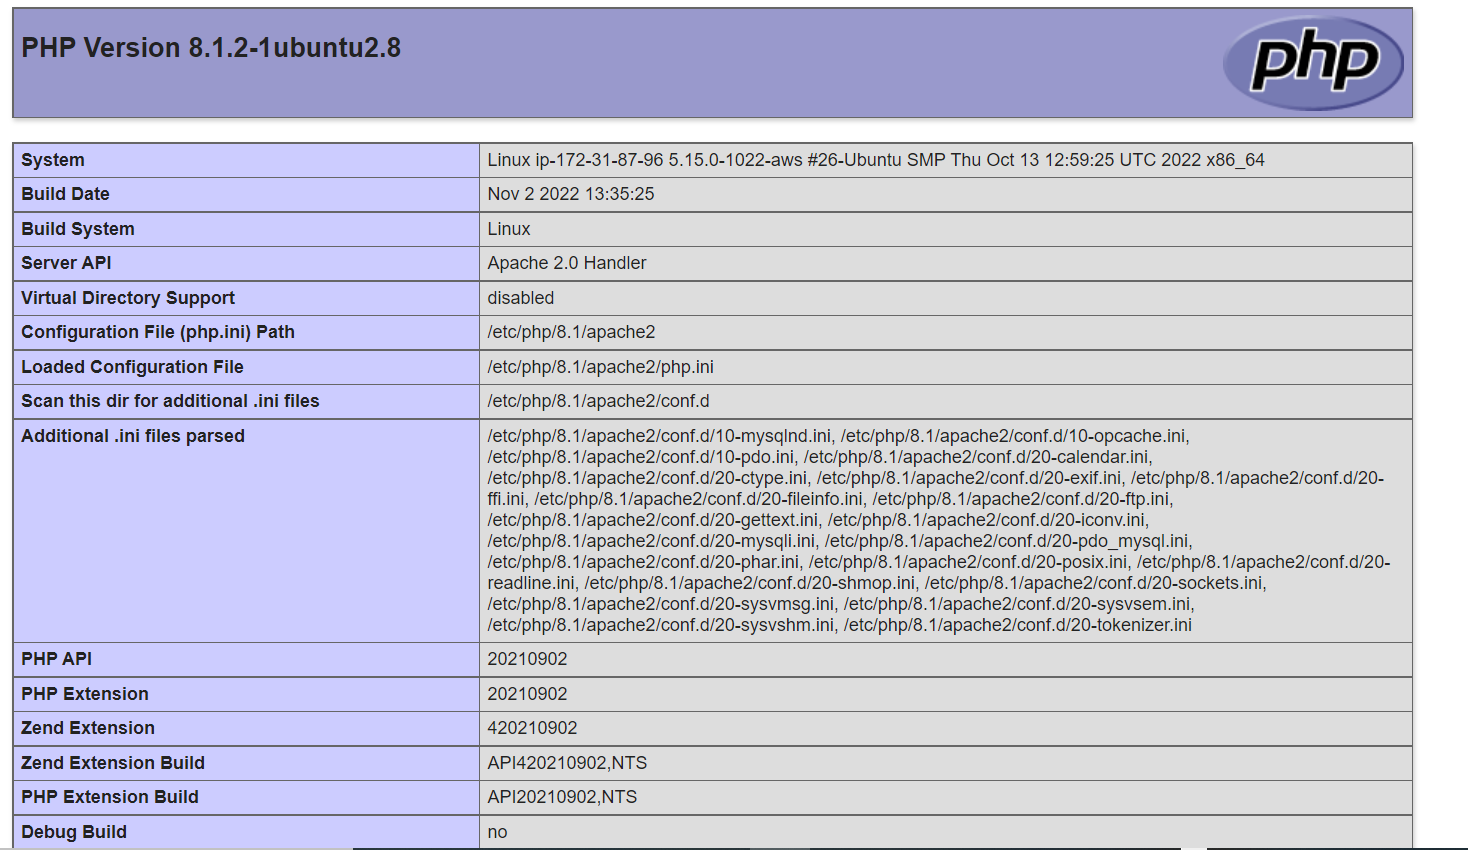 PHP Version 8.1.2-1ubuntu2.8
php
System Linux ip-172-31-87-96 5.15.0-1022-aws #26-Ubuntu SMP Thu Oct 13 12:59:25 UTC 2022 x86_64
Build Date Nov 2 2022 13:35:25
Build System Linux
Server API Apache 2.0 Handler
Virtual Directory Support disabled
Configuration File (php.ini) Path /etc/php/8.1/apache2
Loaded Configuration File /etc/php/8.1/apache2/php.ini
Scan this dir for additional .ini files /etc/php/8.1/apache2/conf.d
Additional .ini files parsed /etc/php/8.1/apache2/conf.d/10-mysqlnd.ini, /etc/php/8.1/apache2/conf.d/10-opcache.ini,
/etc/php/8.1/apache2/conf.d/10-pdo.ini, /etc/php/8.1/apache2/conf.d/20-calendar.ini,
/etc/php/8.1/apache2/conf.d/20-ctype.ini, /etc/php/8.1/apache2/conf.d/20-exif.ini, /etc/php/8.1/apache2/conf.d/20-
ffi.ini, /etc/php/8.1/apache2/conf.d/20-fileinfo.ini, /etc/php/8.1/apache2/conf.d/20-ftp.ini,
/etc/php/8.1/apache2/conf.d/20-gettext.ini, /etc/php/8.1/apache2/conf.d/20-iconv.ini,
/etc/php/8.1/apache2/conf.d/20-mysqli.ini, /etc/php/8.1/apache2/conf.d/20-pdo_mysql.ini,
/etc/php/8.1/apache2/conf.d/20-phar.ini, /etc/php/8.1/apache2/conf.d/20-posix.ini, /etc/php/8.1/apache2/conf.d/20-
readline.ini, /etc/php/8.1/apache2/conf.d/20-shmop.ini, /etc/php/8.1/apache2/conf.d/20-sockets.ini,
/etc/php/8.1/apache2/conf.d/20-sysvmsg.ini, /etc/php/8.1/apache2/conf.d/20-sysvsem.ini,
/etc/php/8.1/apache2/conf.d/20-sysvshm.ini, /etc/php/8.1/apache2/conf.d/20-tokenizer.ini
PHP API 20210902
PHP Extension 20210902
Zend Extension 420210902
Zend Extension Build API420210902,NTS
PHP Extension Build API20210902,NTS
Debug Build no